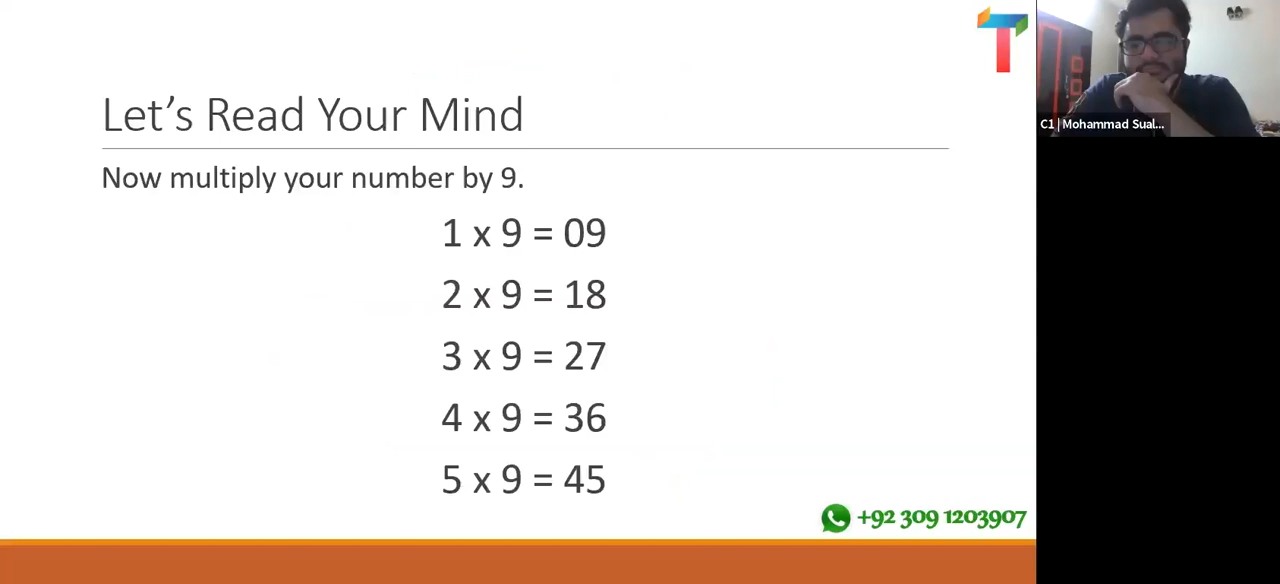 Let's Read Your Mind
Now multiply your number by 9.
1 x 9 = 09
2 x 9 = 18
3 x 9 = 27
4 x 9 = 36
5 x 9 = 45
+92 309 1203907
C1 | Mohammad Sual...